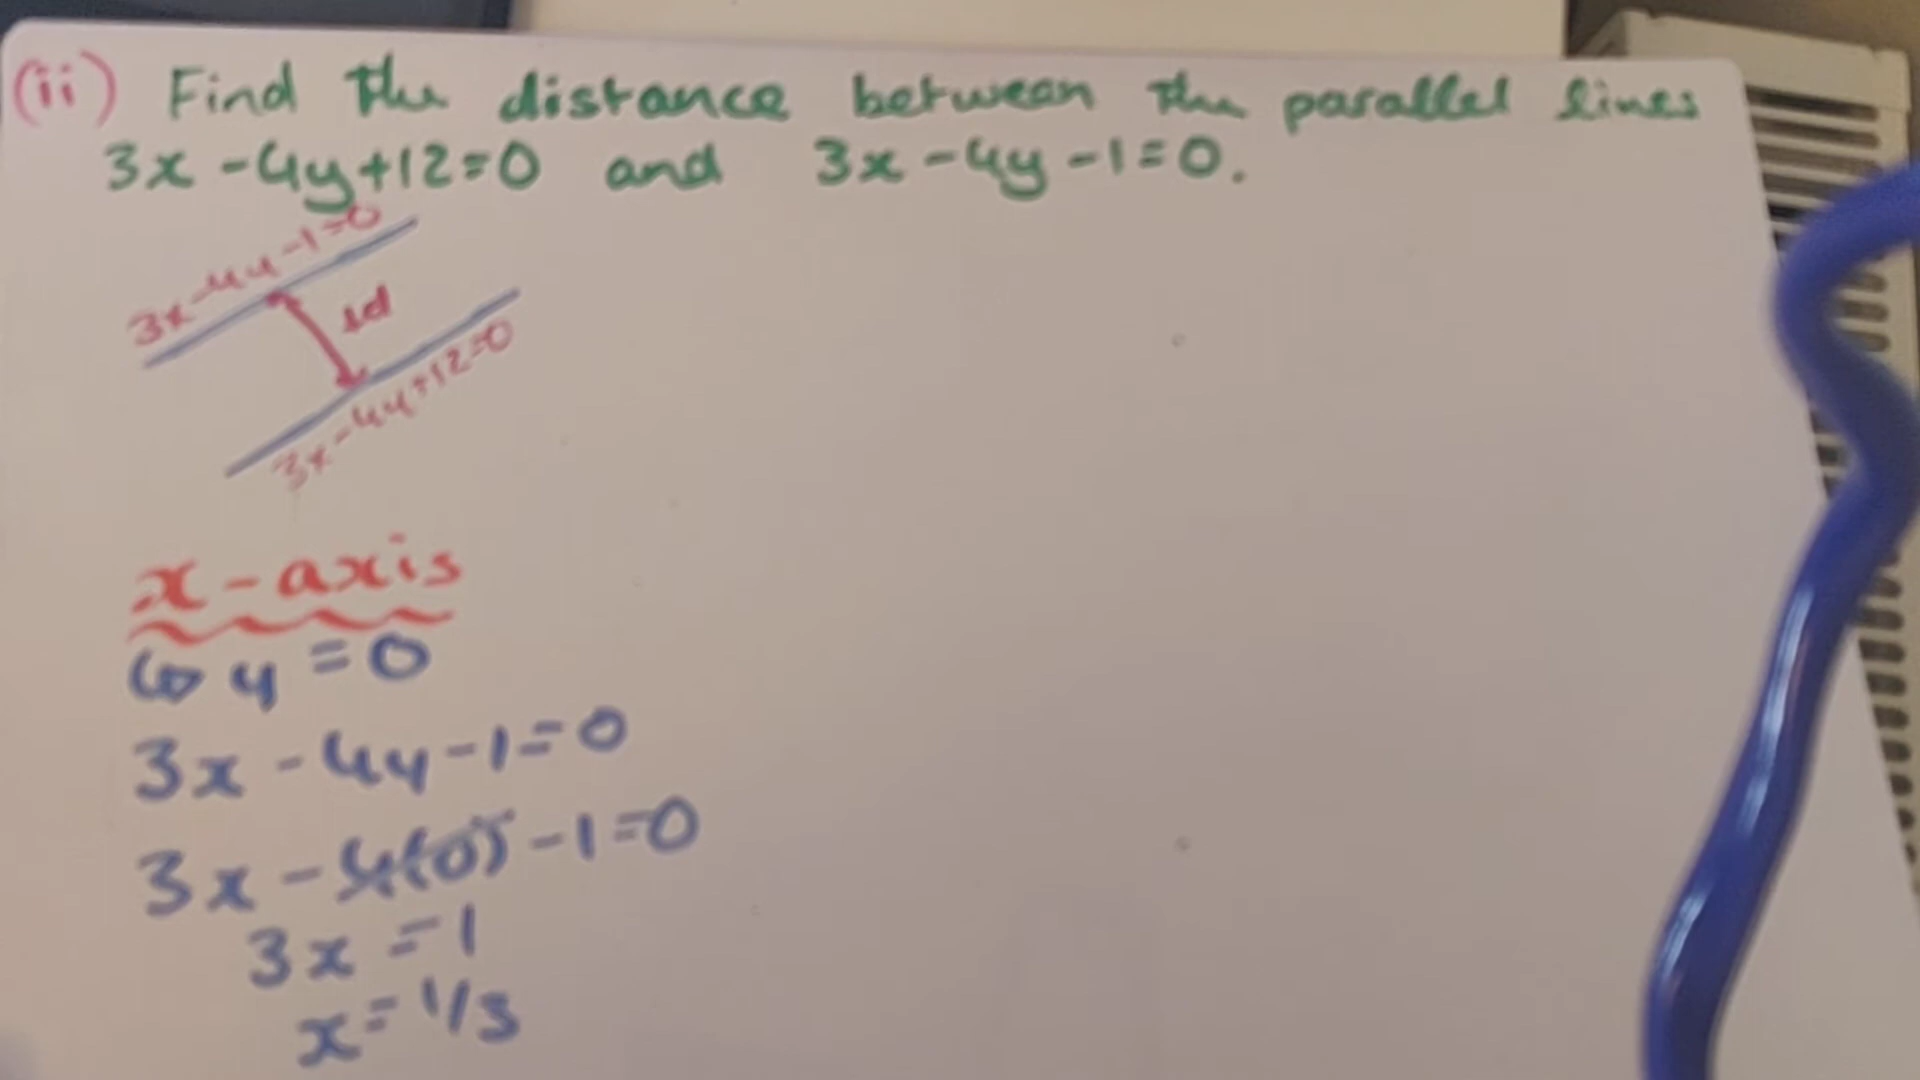 (ii) Find the distance between the parallel lines
3x - 4y + 12 = 0 and 3x - 4y - 1 = 0.
3x - 4y - 1 = 0
3x - 4y + 12 = 0
x - axis
y = 0
3x - 4y - 1 = 0
3x - 4(0) - 1 = 0
3x = 1
x = 1/3